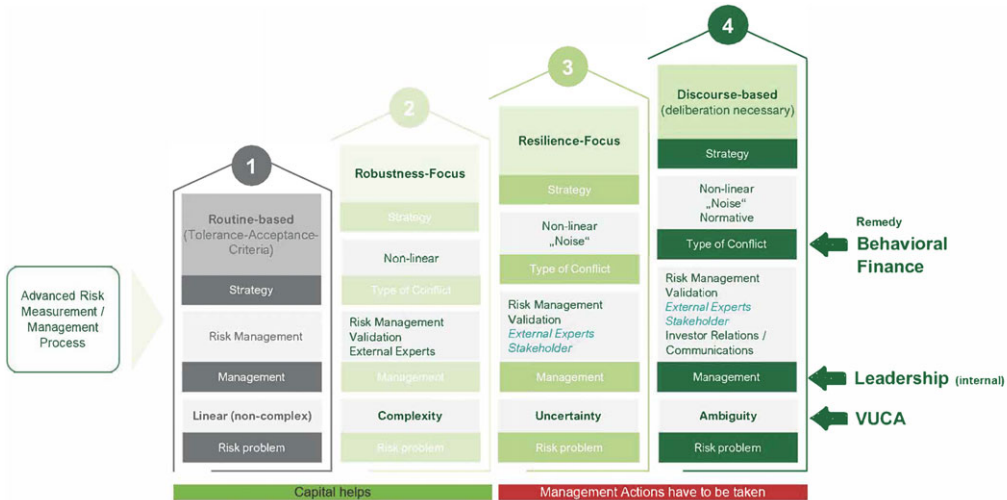 Advanced Risk
Measurement /
Management
Process
1
Routine-based
(Tolerance-Acceptance-
Criteria)
Strategy
Risk Management
Management
Linear (non-complex)
Risk problem
2
Robustness-Focus
Strategy
Non-linear
Type of Conflict
Risk Management
Validation
External Experts
Management
Complexity
Risk problem
3
Resilience-Focus
Strategy
Non-linear
„Noise“
Type of Conflict
Risk Management
Validation
External Experts
Stakeholder
Management
Uncertainty
Risk problem
4
Discourse-based
(deliberation necessary)
Strategy
Non-linear
„Noise“
Normative
Type of Conflict
Risk Management
Validation
External Experts
Stakeholder
Investor Relations /
Communications
Management
Ambiguity
Risk problem
Remedy
Behavioral
Finance
Leadership (internal)
VUCA
Capital helps
Management Actions have to be taken